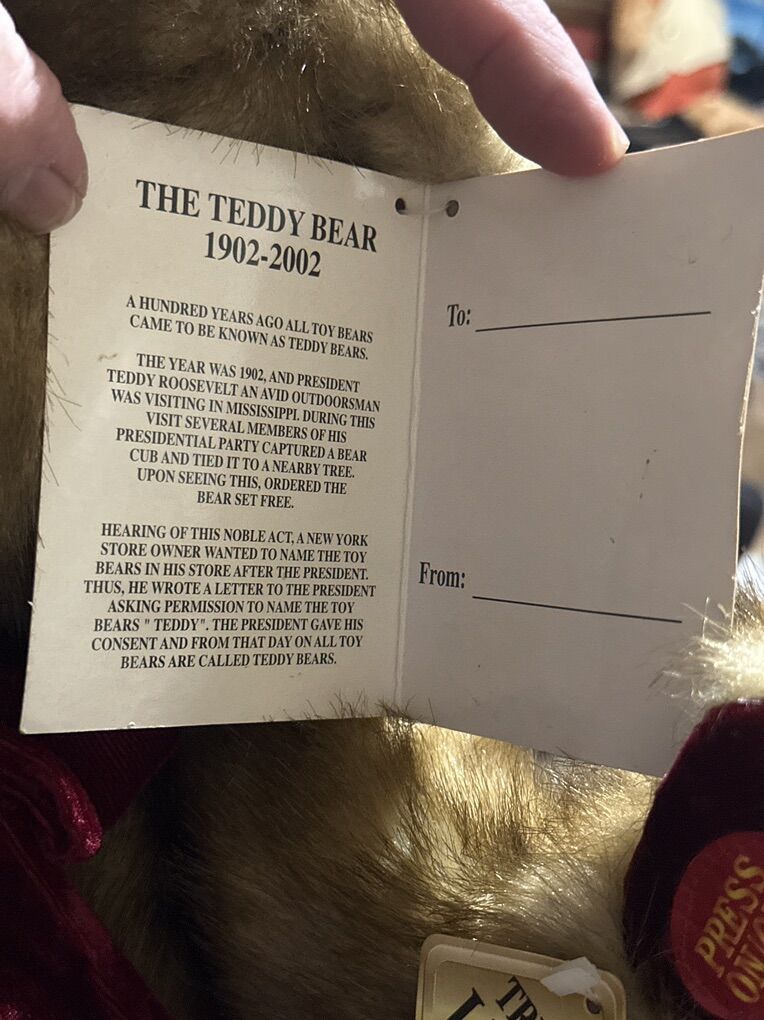 THE TEDDY BEAR
1902-2002
A HUNDRED YEARS AGO ALL TOY BEARS
CAME TO BE KNOWN AS TEDDY BEARS.
THE YEAR WAS 1902, AND PRESIDENT
TEDDY ROOSEVELT AN AVID OUTDOORSMAN
WAS VISITING IN MISSISSIPPI. DURING THIS
VISIT SEVERAL MEMBERS OF HIS
PRESIDENTIAL PARTY CAPTURED A BEAR
CUB AND TIED IT TO A NEARBY TREE.
UPON SEEING THIS, ORDERED THE
BEAR SET FREE.
HEARING OF THIS NOBLE ACT, A NEW YORK
STORE OWNER WANTED TO NAME THE TOY
BEARS IN HIS STORE AFTER THE PRESIDENT.
THUS, HE WROTE A LETTER TO THE PRESIDENT
ASKING PERMISSION TO NAME THE TOY
BEARS " TEDDY". THE PRESIDENT GAVE HIS
CONSENT AND FROM THAT DAY ON ALL TOY
BEARS ARE CALLED TEDDY BEARS.
To:
From:
PRESS